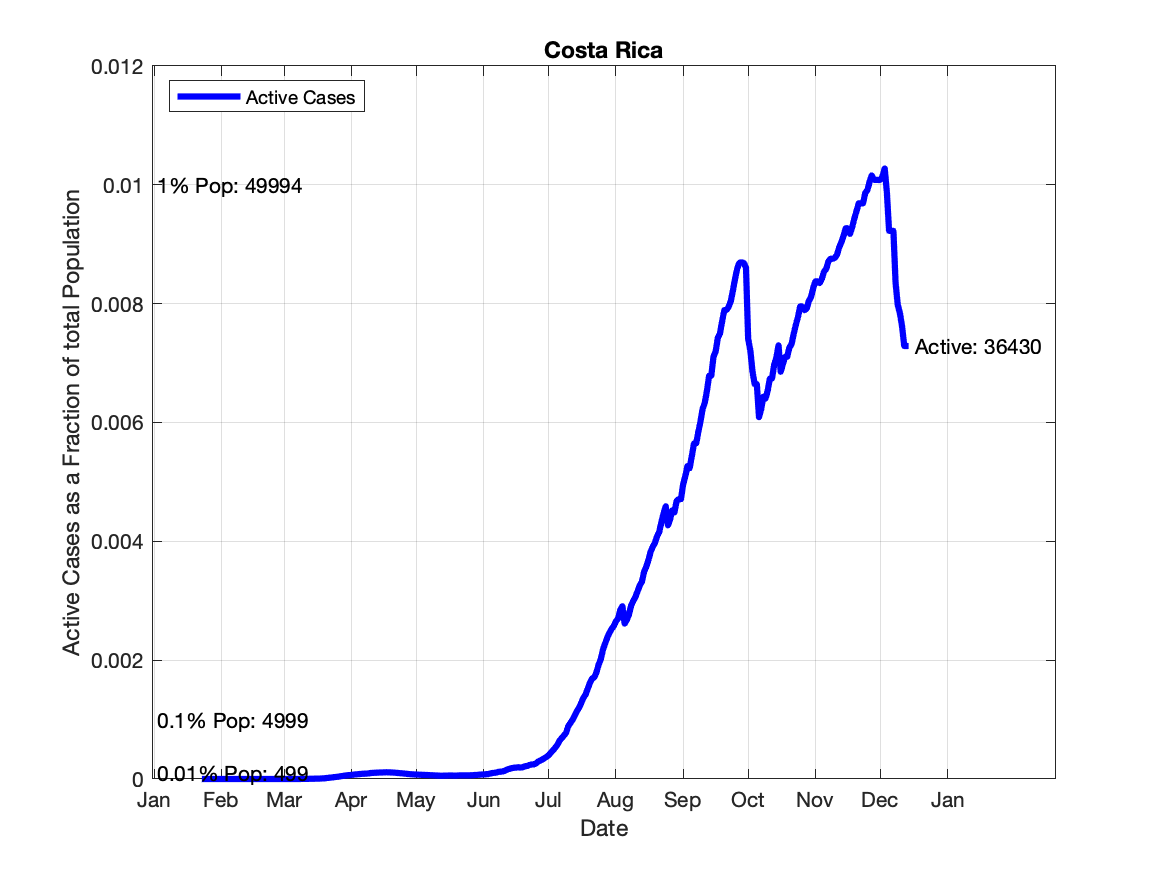 Costa Rica
0.012
Active Cases
0.01
1% Pop: 49994
0.008
Active: 36430
0.006
0.004
0.002
0.1% Pop: 4999
0.01% Pop: 499
0
Jan Feb Mar Apr May Jun Jul Aug Sep Oct Nov Dec Jan
Date
Active Cases as a Fraction of total Population